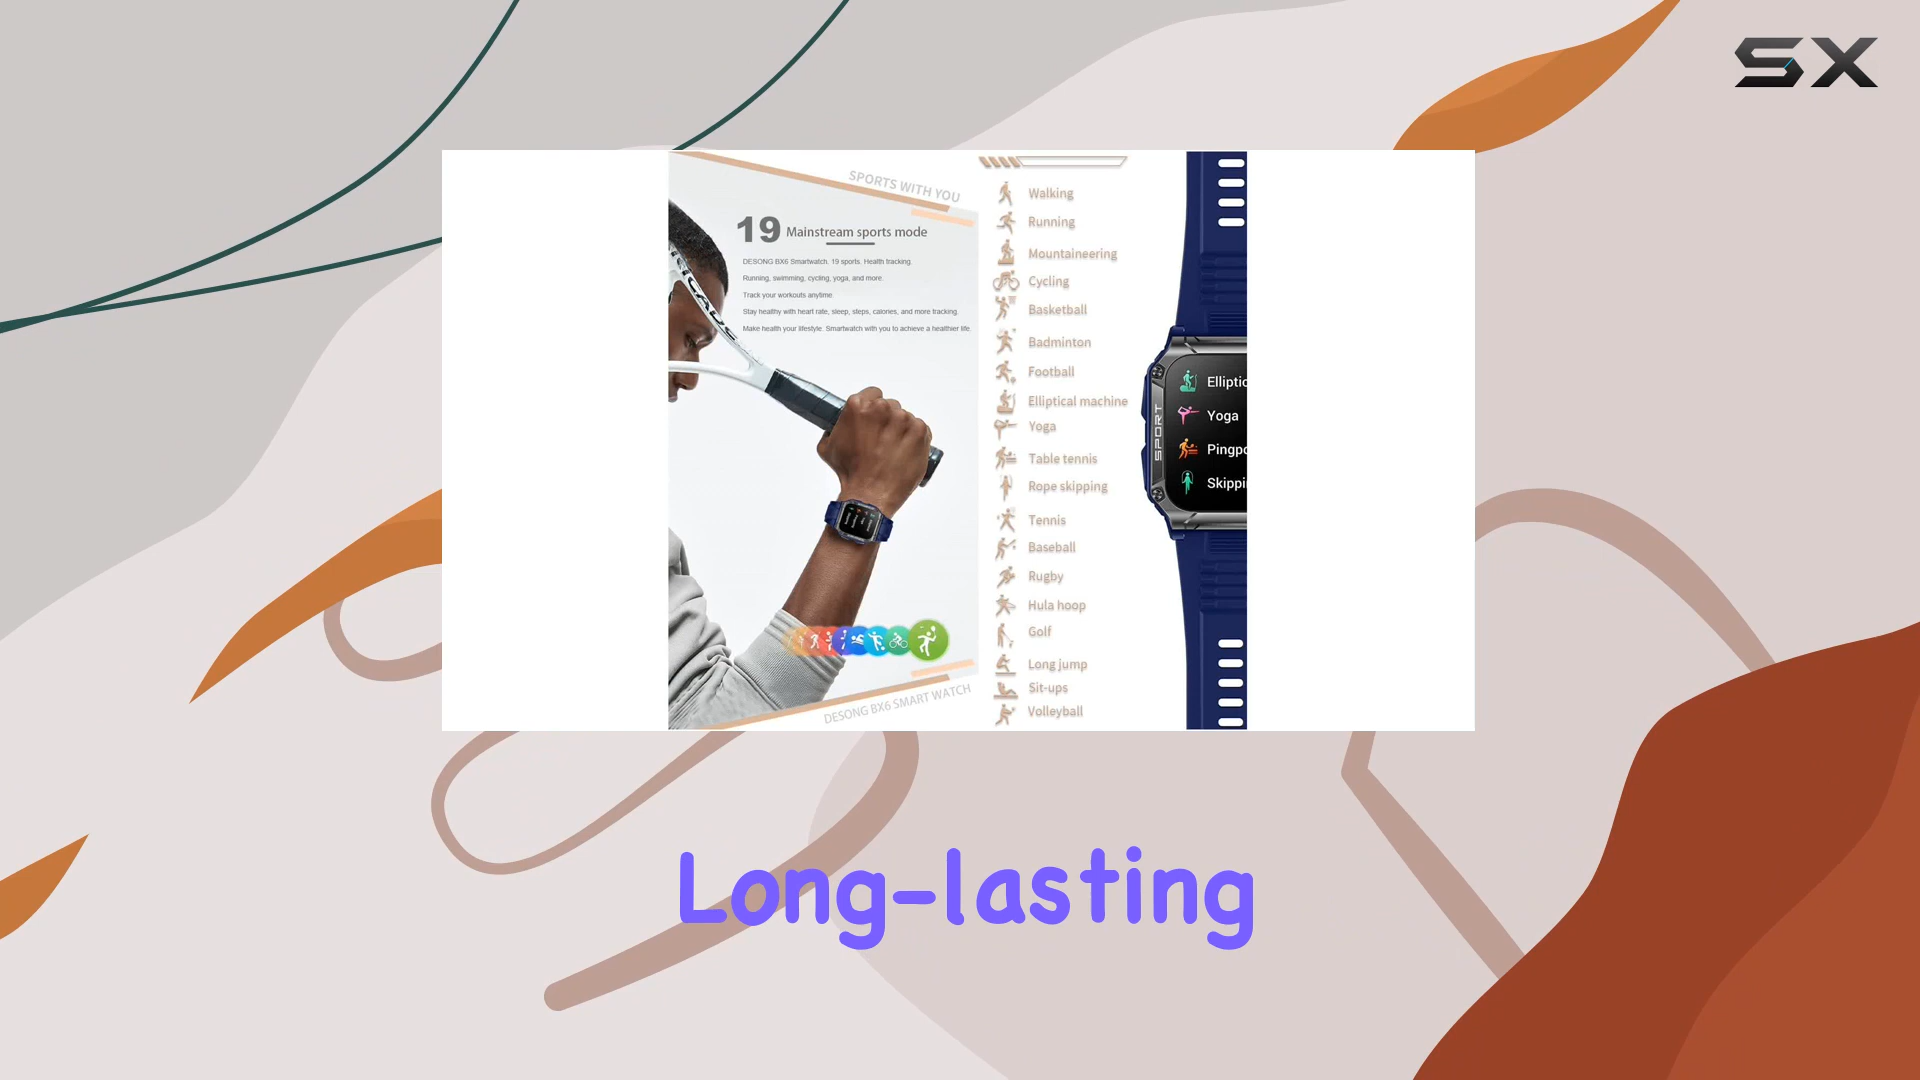 SX
SPORTS WITH YOU
19 Mainstream sports mode
DESONG BX6 Smartwatch. 19 sports. Health tracking.
Running, swimming, cycling, yoga, and more.
Track your workouts anytime
Stay healthy with heart rate, sleep, steps, calories, and more tracking.
Make health your lifestyle. Smartwatch with you to achieve a healthier life.
DESONG BX6 SMART WATCH
Walking
Running
Mountaineering
Cycling
Basketball
Badminton
Football
Elliptical machine
Yoga
Table tennis
Rope skipping
Tennis
Baseball
Rugby
Hula hoop
Golf
Long jump
Sit-ups
Volleyball
SPORT
Elliptic
Yoga
Pingpo
Skippi
Long-lasting